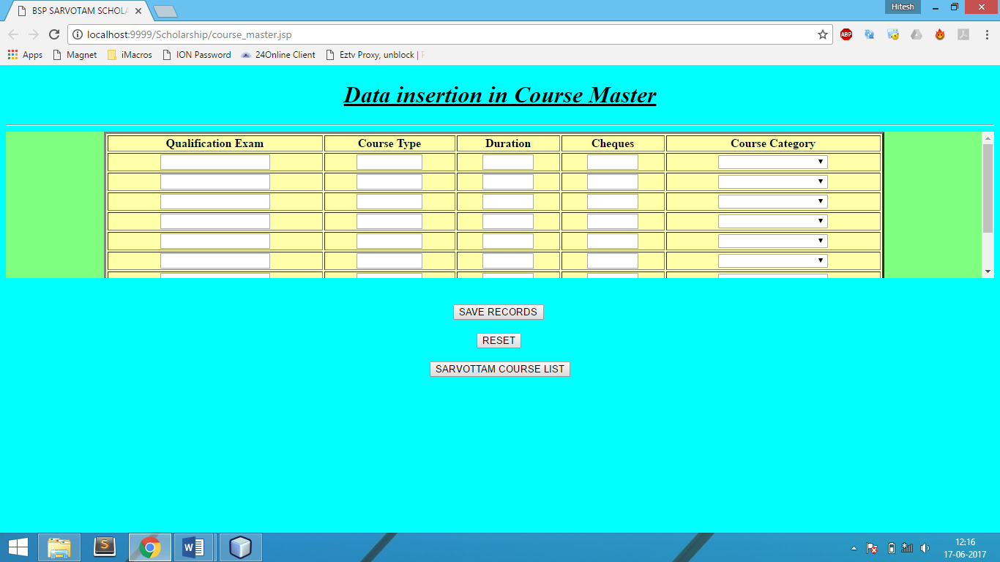 BSP SARVOTAM SCHOLA
Hitesh
localhost:9999/Scholarship/course_master.jsp
ABP
Apps Magnet iMacros ION Password 24Online Client Eztv Proxy, unblock |
Data insertion in Course Master
Qualification Exam Course Type Duration Cheques Course Category
SAVE RECORDS
RESET
SARVOTTAM COURSE LIST
12:16
17-06-2017